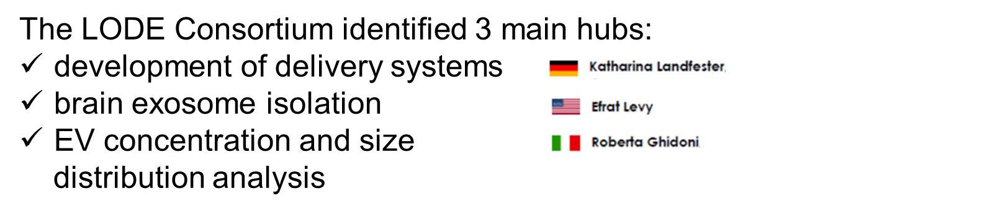 The LODE Consortium identified 3 main hubs:
✓ development of delivery systems
Katharina Landfester,
✓ brain exosome isolation
Efrat Levy
✓ EV concentration and size
Roberta Ghidoni
distribution analysis